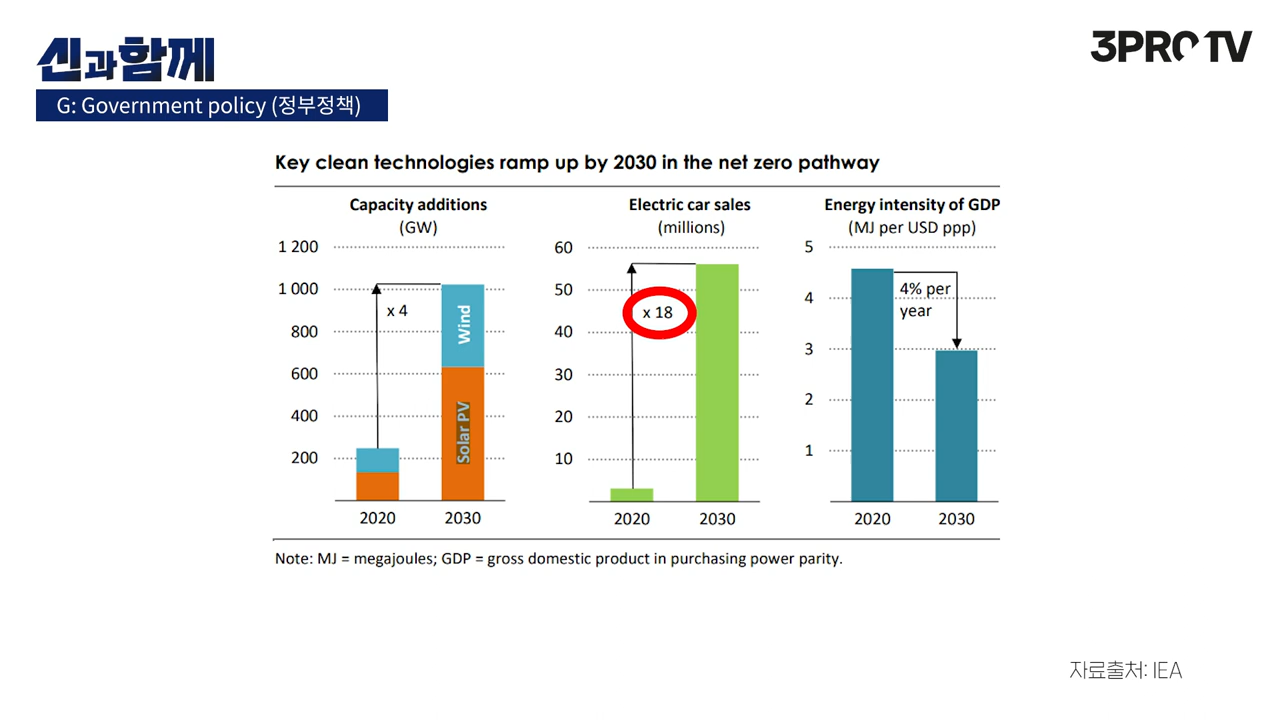 신과함께
3PRO TV
G: Government policy (정부정책)
Key clean technologies ramp up by 2030 in the net zero pathway
Capacity additions
(GW)
1 200
1 000
800
600
400
200
x 4
Wind
Solar PV
2020
2030
Electric car sales
(millions)
60
50
40
30
20
10
x 18
2020
2030
Energy intensity of GDP
(MJ per USD ppp)
5
4
3
2
1
4% per
year
2020
2030
Note: MJ = megajoules; GDP = gross domestic product in purchasing power parity.
자료출처: IEA